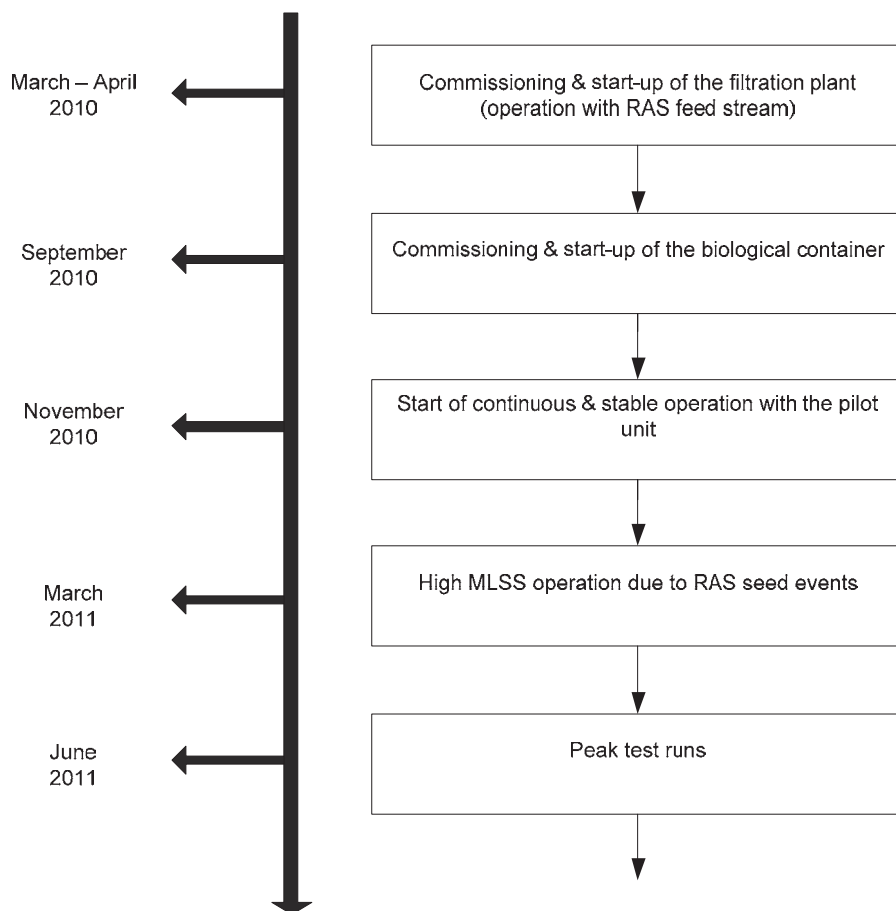 March – April
2010
Commissioning & start-up of the filtration plant
(operation with RAS feed stream)
September
2010
Commissioning & start-up of the biological container
November
2010
Start of continuous & stable operation with the pilot
unit
March
2011
High MLSS operation due to RAS seed events
June
2011
Peak test runs